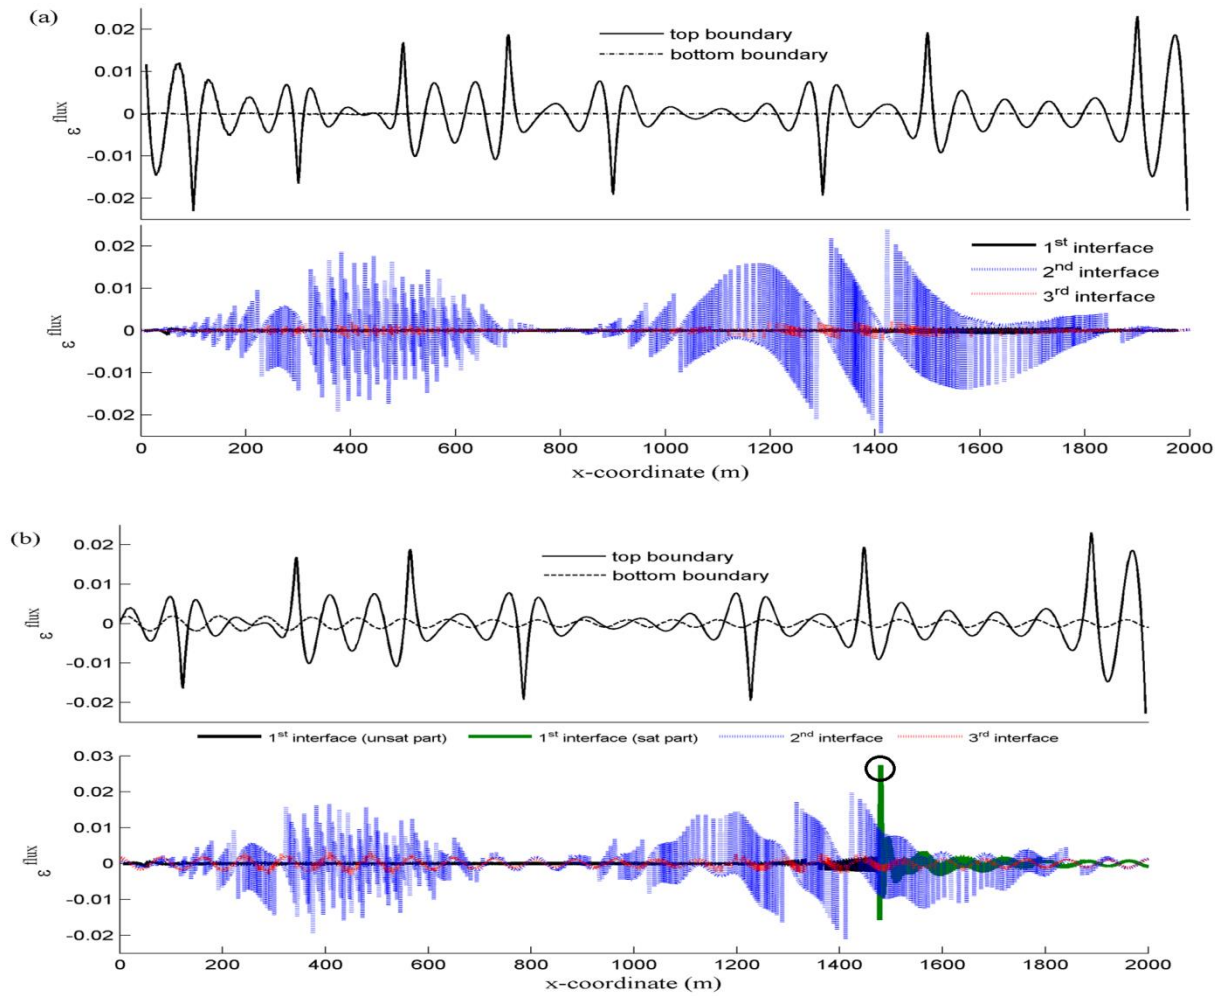 (a)
0.02
top boundary
bottom boundary
0.01
0
-0.01
-0.02
ε flux
0.02
1st interface
0.01
2nd interface
3rd interface
0
-0.01
-0.02
ε flux
0 200 400 600 800 1000 1200 1400 1600 1800 2000
x-coordinate (m)
(b)
0.02
top boundary
bottom boundary
0.01
0
-0.01
-0.02
ε flux
1st interface (unsat part) 1st interface (sat part) 2nd interface 3rd interface
0.03
0.02
0.01
0
-0.01
-0.02
ε flux
0 200 400 600 800 1000 1200 1400 1600 1800 2000
x-coordinate (m)